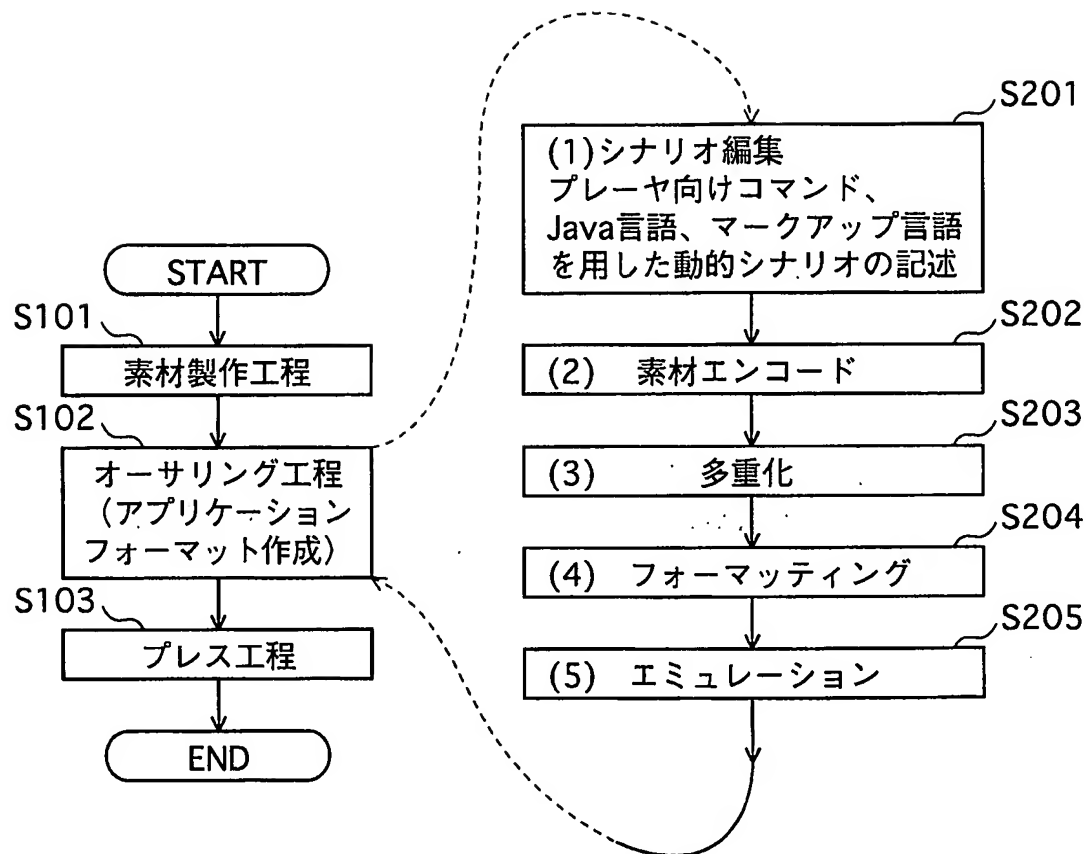 START
S101
素材製作工程
S102
オーサリング工程
（アプリケーション
フォーマット作成）
S103
プレス工程
END
S201
(1)シナリオ編集
プレーヤ向けコマンド、
Java言語、マークアップ言語
を用した動的シナリオの記述
S202
(2) 素材エンコード
S203
(3) 多重化
S204
(4) フォーマッティング
S205
(5) エミュレーション